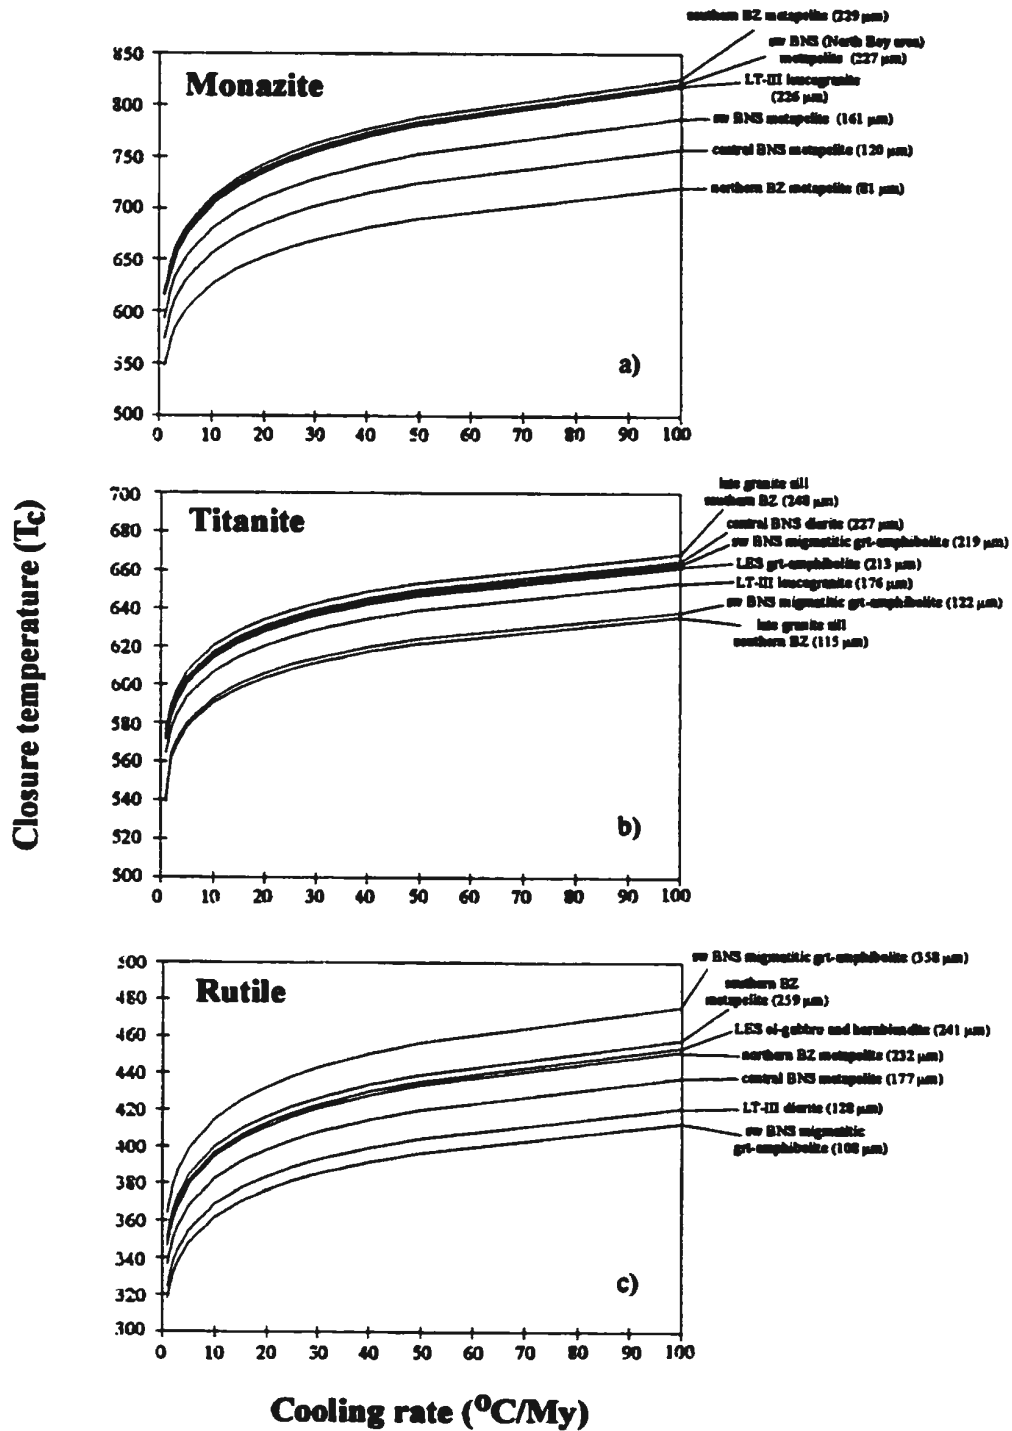 southern BZ metapelite (229 µm)
sw BNS (North Bay area)
metapelite (227 µm)
LT-III leucogranite
(226 µm)
sw BNS metapelite (161 µm)
central BNS metapelite (120 µm)
northern BZ metapelite (81 µm)
Monazite
850
800
750
700
650
600
550
500
a)
0 10 20 30 40 50 60 70 80 90 100
late granite sill
southern BZ (248 µm)
central BNS diorite (227 µm)
sw BNS migmatitic grt-amphibolite (219 µm)
LES grt-amphibolite (213 µm)
LT-III leucogranite (176 µm)
sw BNS migmatitic grt-amphibolite (122 µm)
late granite sill
southern BZ (115 µm)
Titanite
700
680
660
640
620
600
580
560
540
520
500
b)
0 10 20 30 40 50 60 70 80 90 100
Closure temperature (Tc)
sw BNS migmatitic grt-amphibolite (358 µm)
southern BZ
metapelite (259 µm)
LES ol-gabbro and hornblendite (241 µm)
northern BZ metapelite (232 µm)
central BNS metapelite (177 µm)
LT-III diorite (128 µm)
sw BNS migmatitic
grt-amphibolite (108 µm)
Rutile
500
480
460
440
420
400
380
360
340
320
300
c)
0 10 20 30 40 50 60 70 80 90 100
Cooling rate (°C/My)